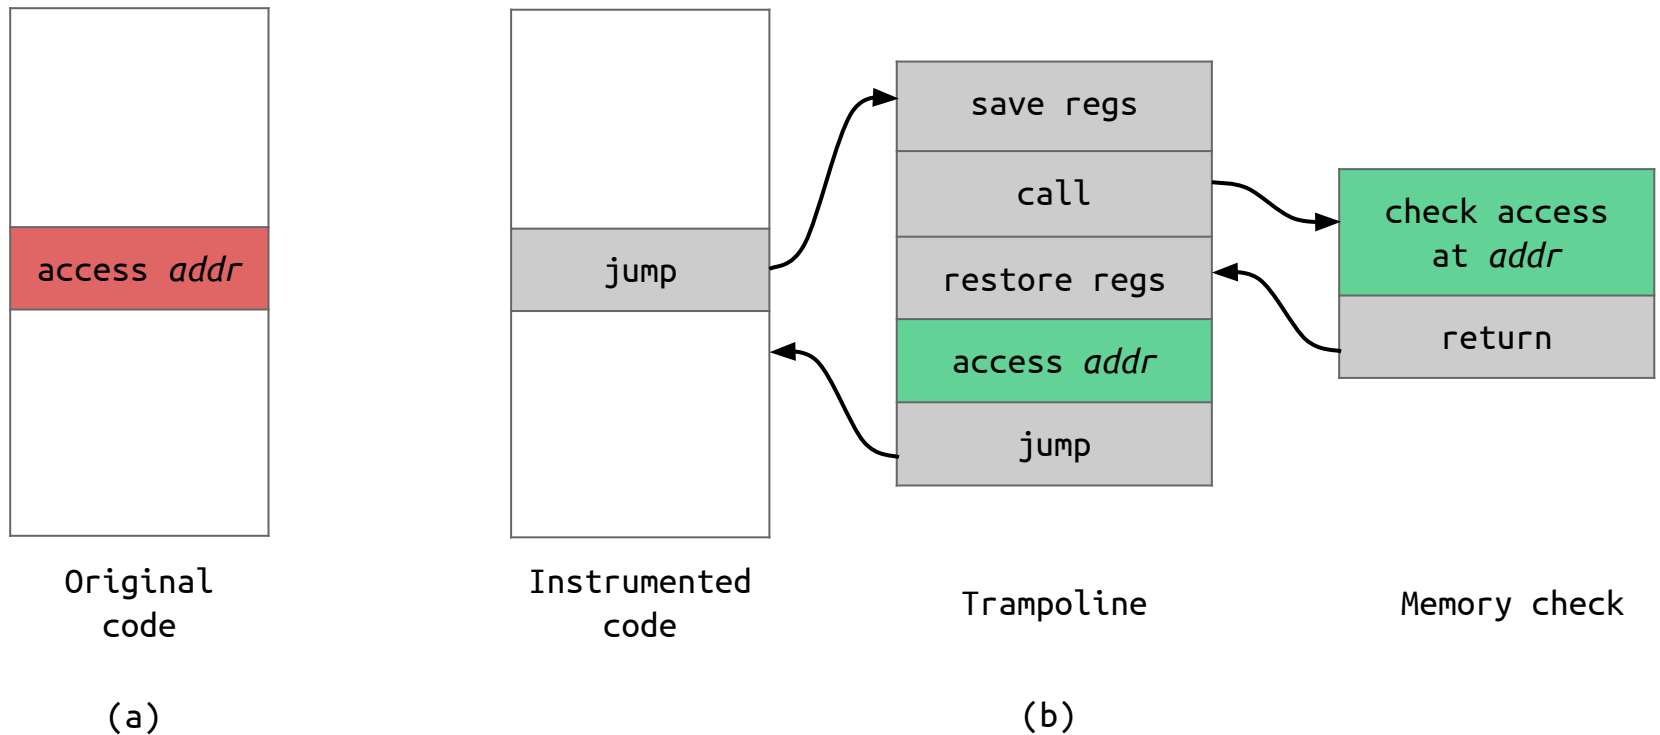 access addr
Original
code
(a)
jump
Instrumented
code
save regs
call
restore regs
access addr
jump
Trampoline
check access
at addr
return
Memory check
(b)